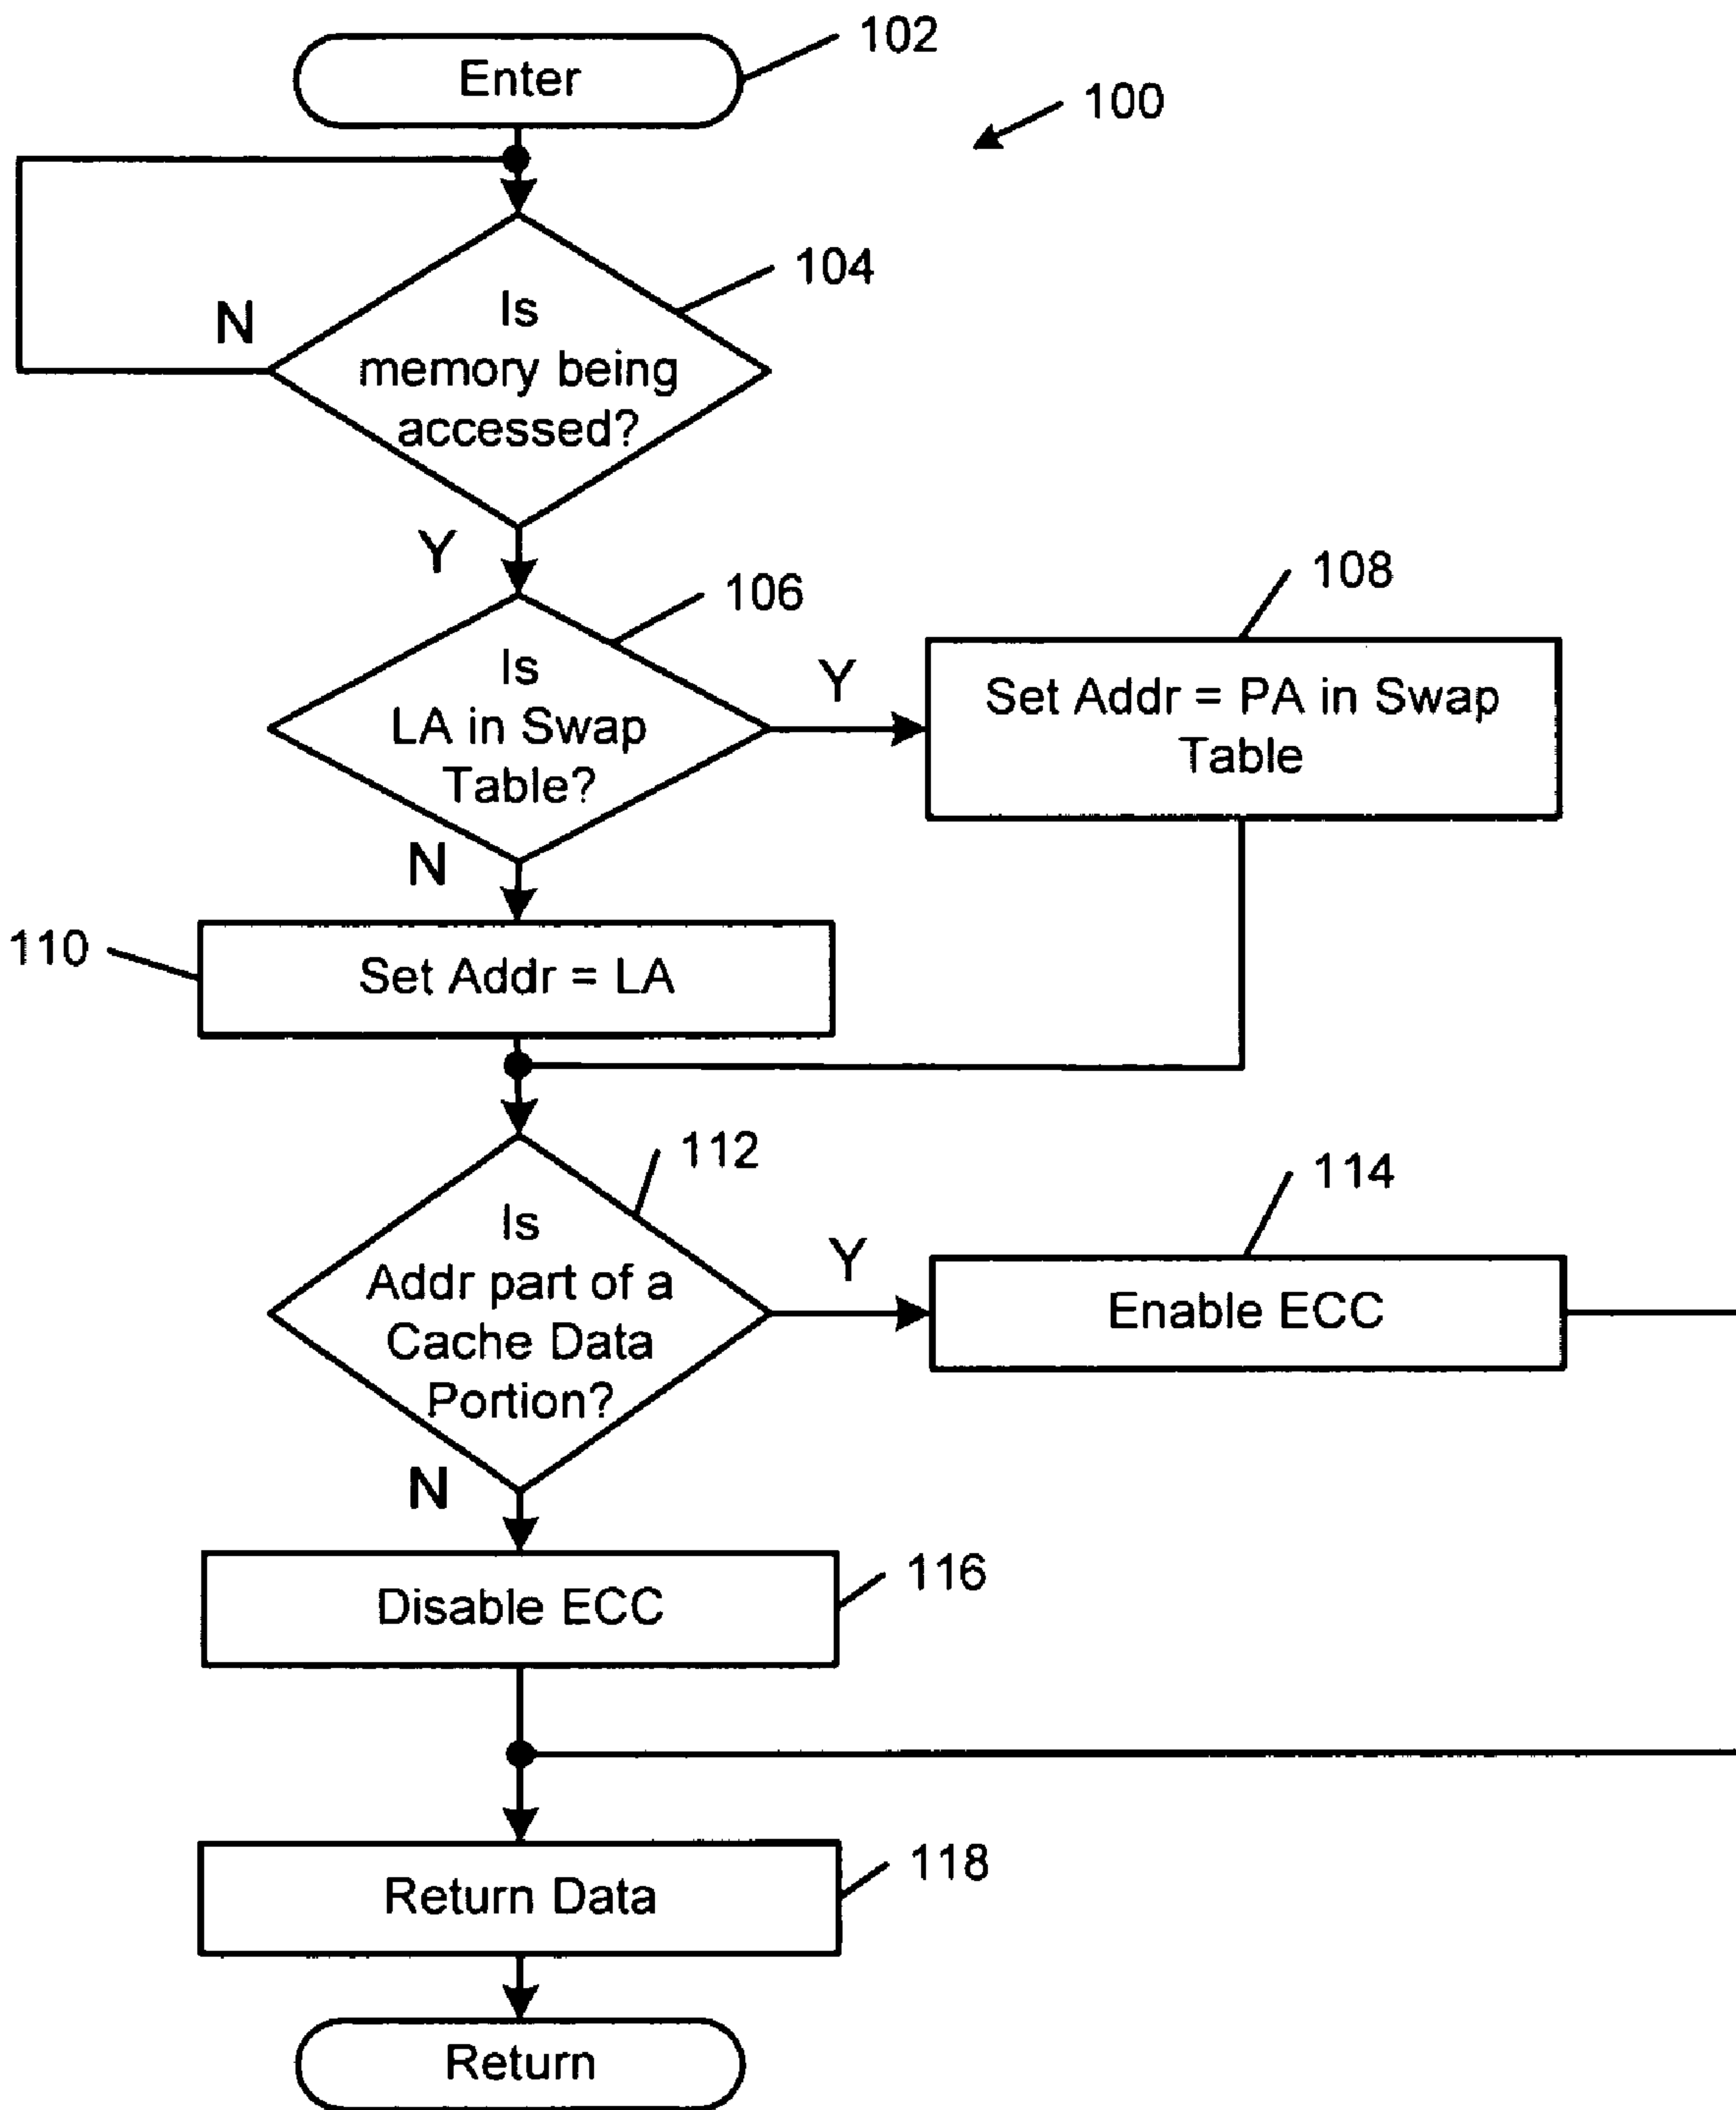 102
Enter
100
104
Is
memory being
accessed?
N
Y
106
108
Is
LA in Swap
Table?
Y
Set Addr = PA in Swap
Table
N
110
Set Addr = LA
112
114
Is
Addr part of a
Cache Data
Portion?
Y
Enable ECC
N
116
Disable ECC
118
Return Data
Return